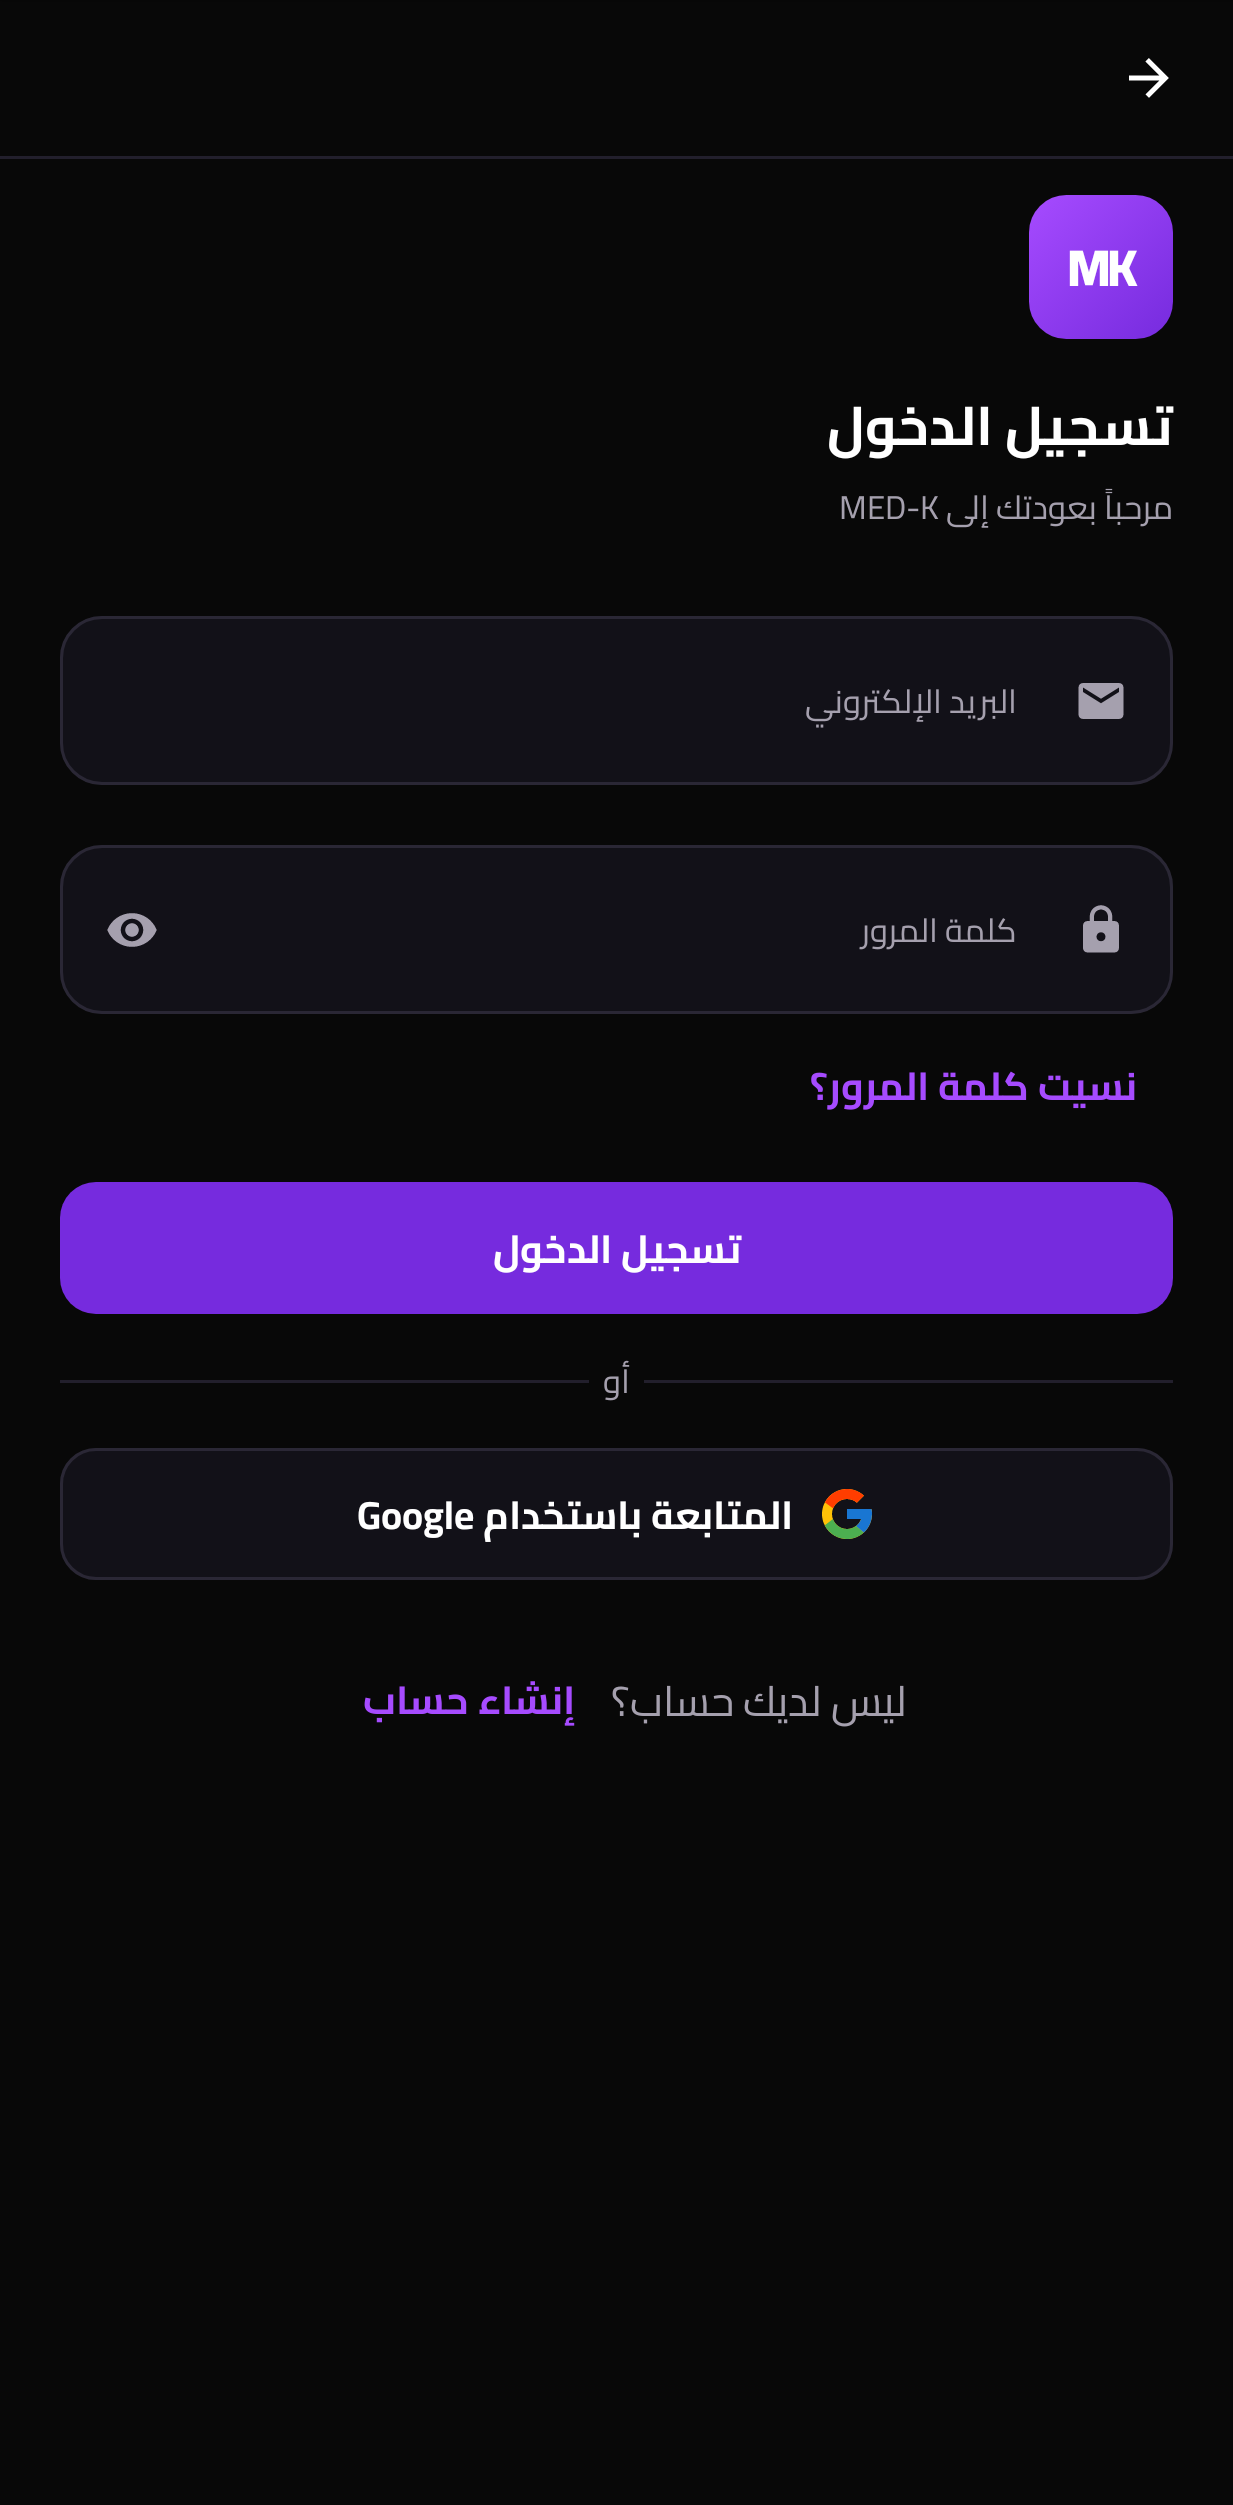 MK
تسجيل الدخول
مرحباً بعودتك إلى MED-K
البريد الإلكتروني
كلمة المرور
نسيت كلمة المرور؟
تسجيل الدخول
أو
المتابعة باستخدام Google
ليس لديك حساب؟ إنشاء حساب